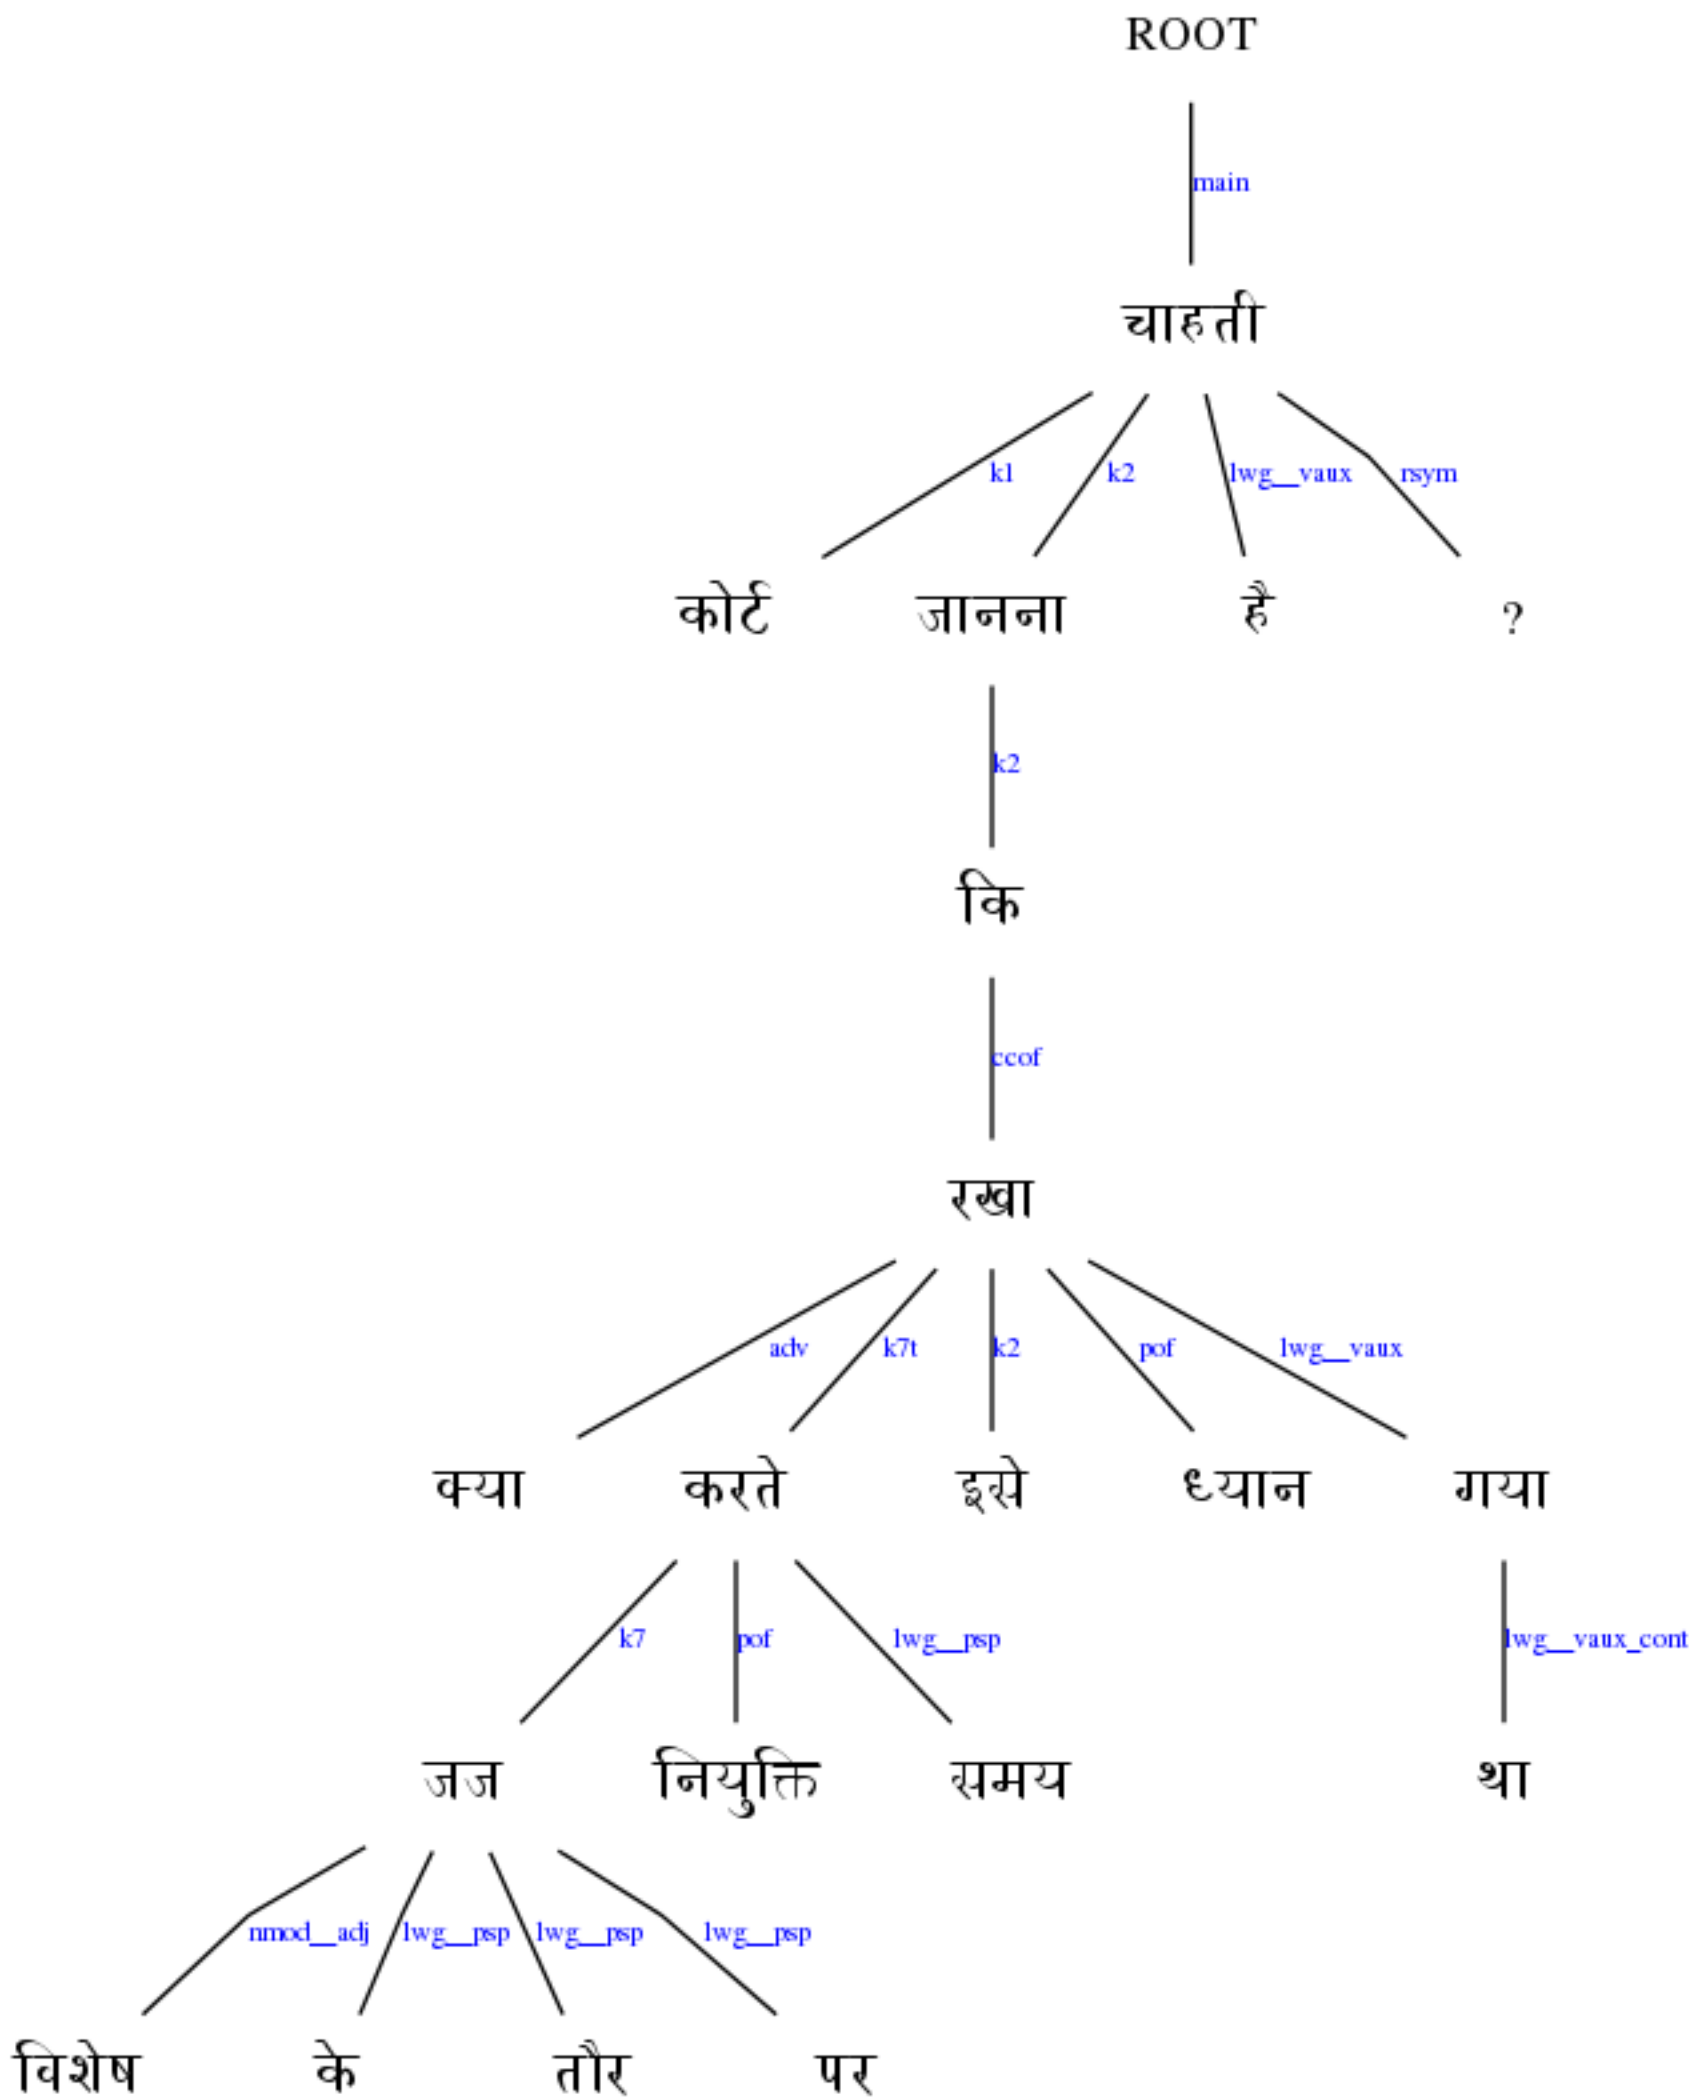 ROOT
main
चाहती
k1 k2 lwg__vaux rsym
कोर्ट जानना है ?
k2
कि
ccof
रखा
adv k7t k2 pof lwg__vaux
क्या करते इसे ध्यान गया
k7 pof lwg__psp lwg__vaux_cont
जज नियुक्ति समय था
nmod__adj lwg__psp lwg__psp lwg__psp
विशेष के तौर पर